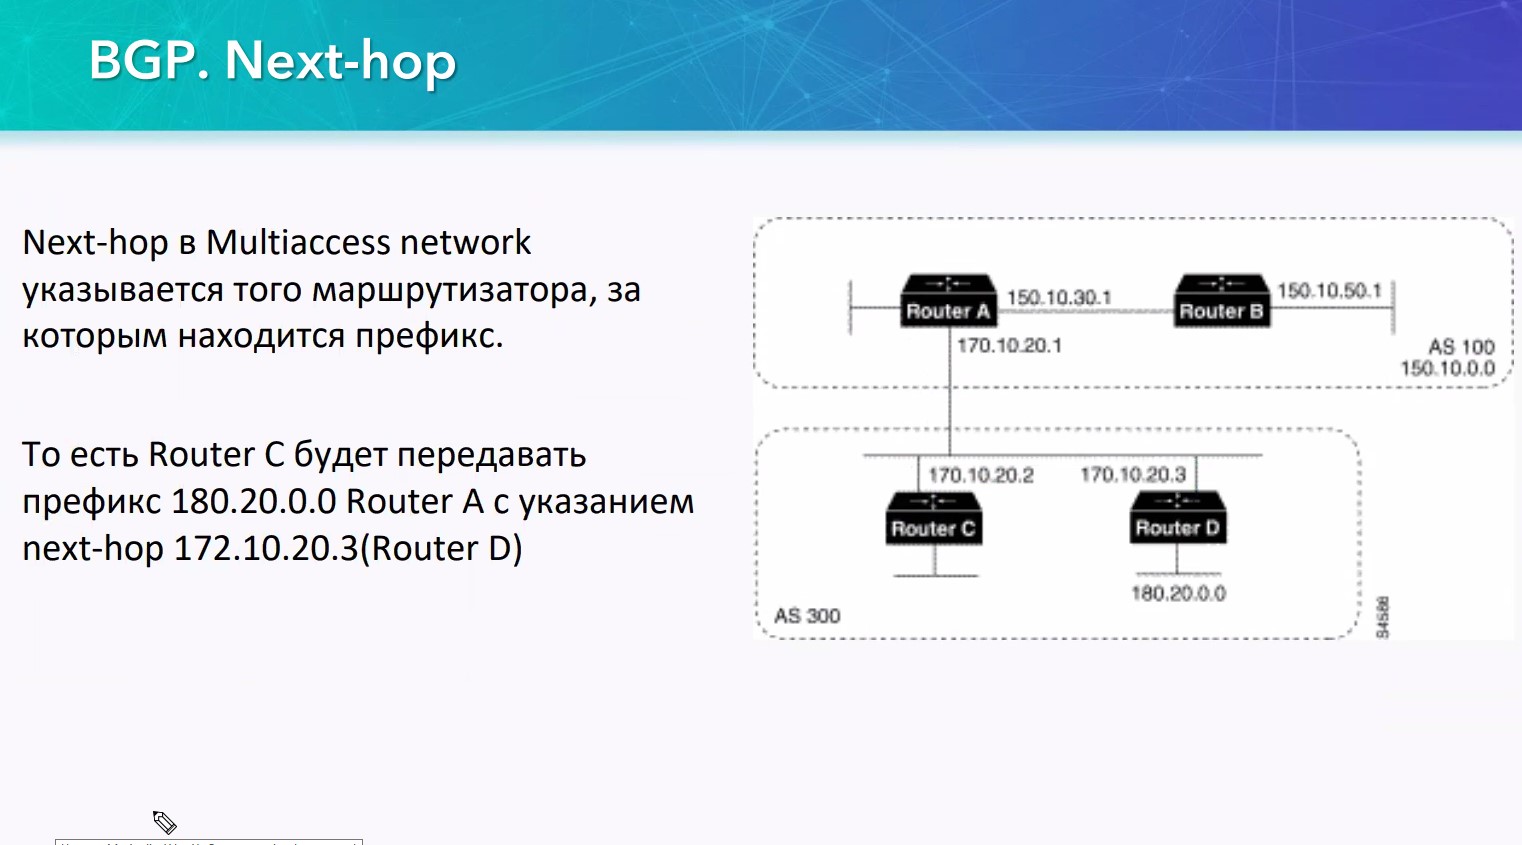 BGP. Next-hop
Next-hop в Multiaccess network
указывается того маршрутизатора, за
которым находится префикс.
То есть Router C будет передавать
префикс 180.20.0.0 Router A с указанием
next-hop 172.10.20.3(Router D)
Router A
150.10.30.1
Router B
150.10.50.1
170.10.20.1
AS 100
150.10.0.0
170.10.20.2
170.10.20.3
Router C
Router D
180.20.0.0
AS 300
S4586